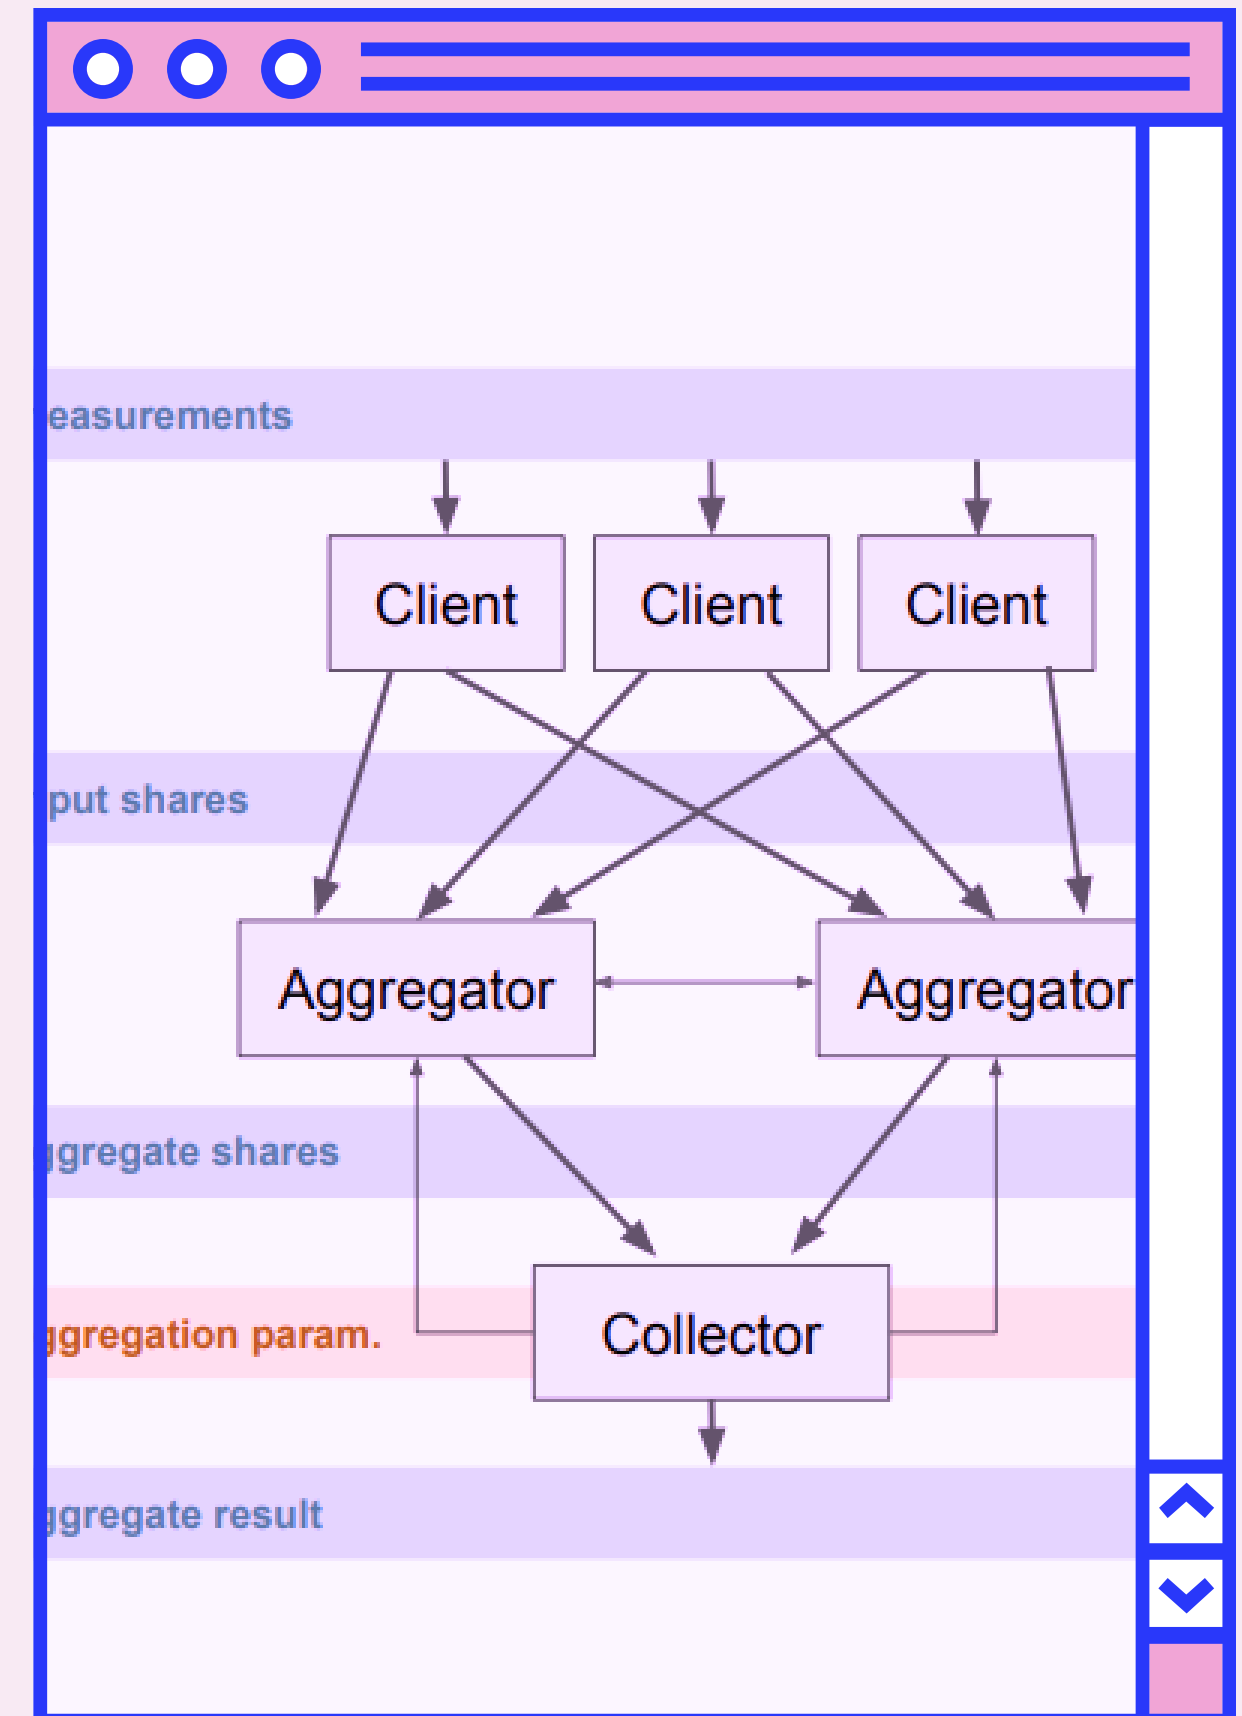 easurements
Client Client Client
put shares
Aggregator Aggregator
ggregate shares
ggregation param.
Collector
ggregate result